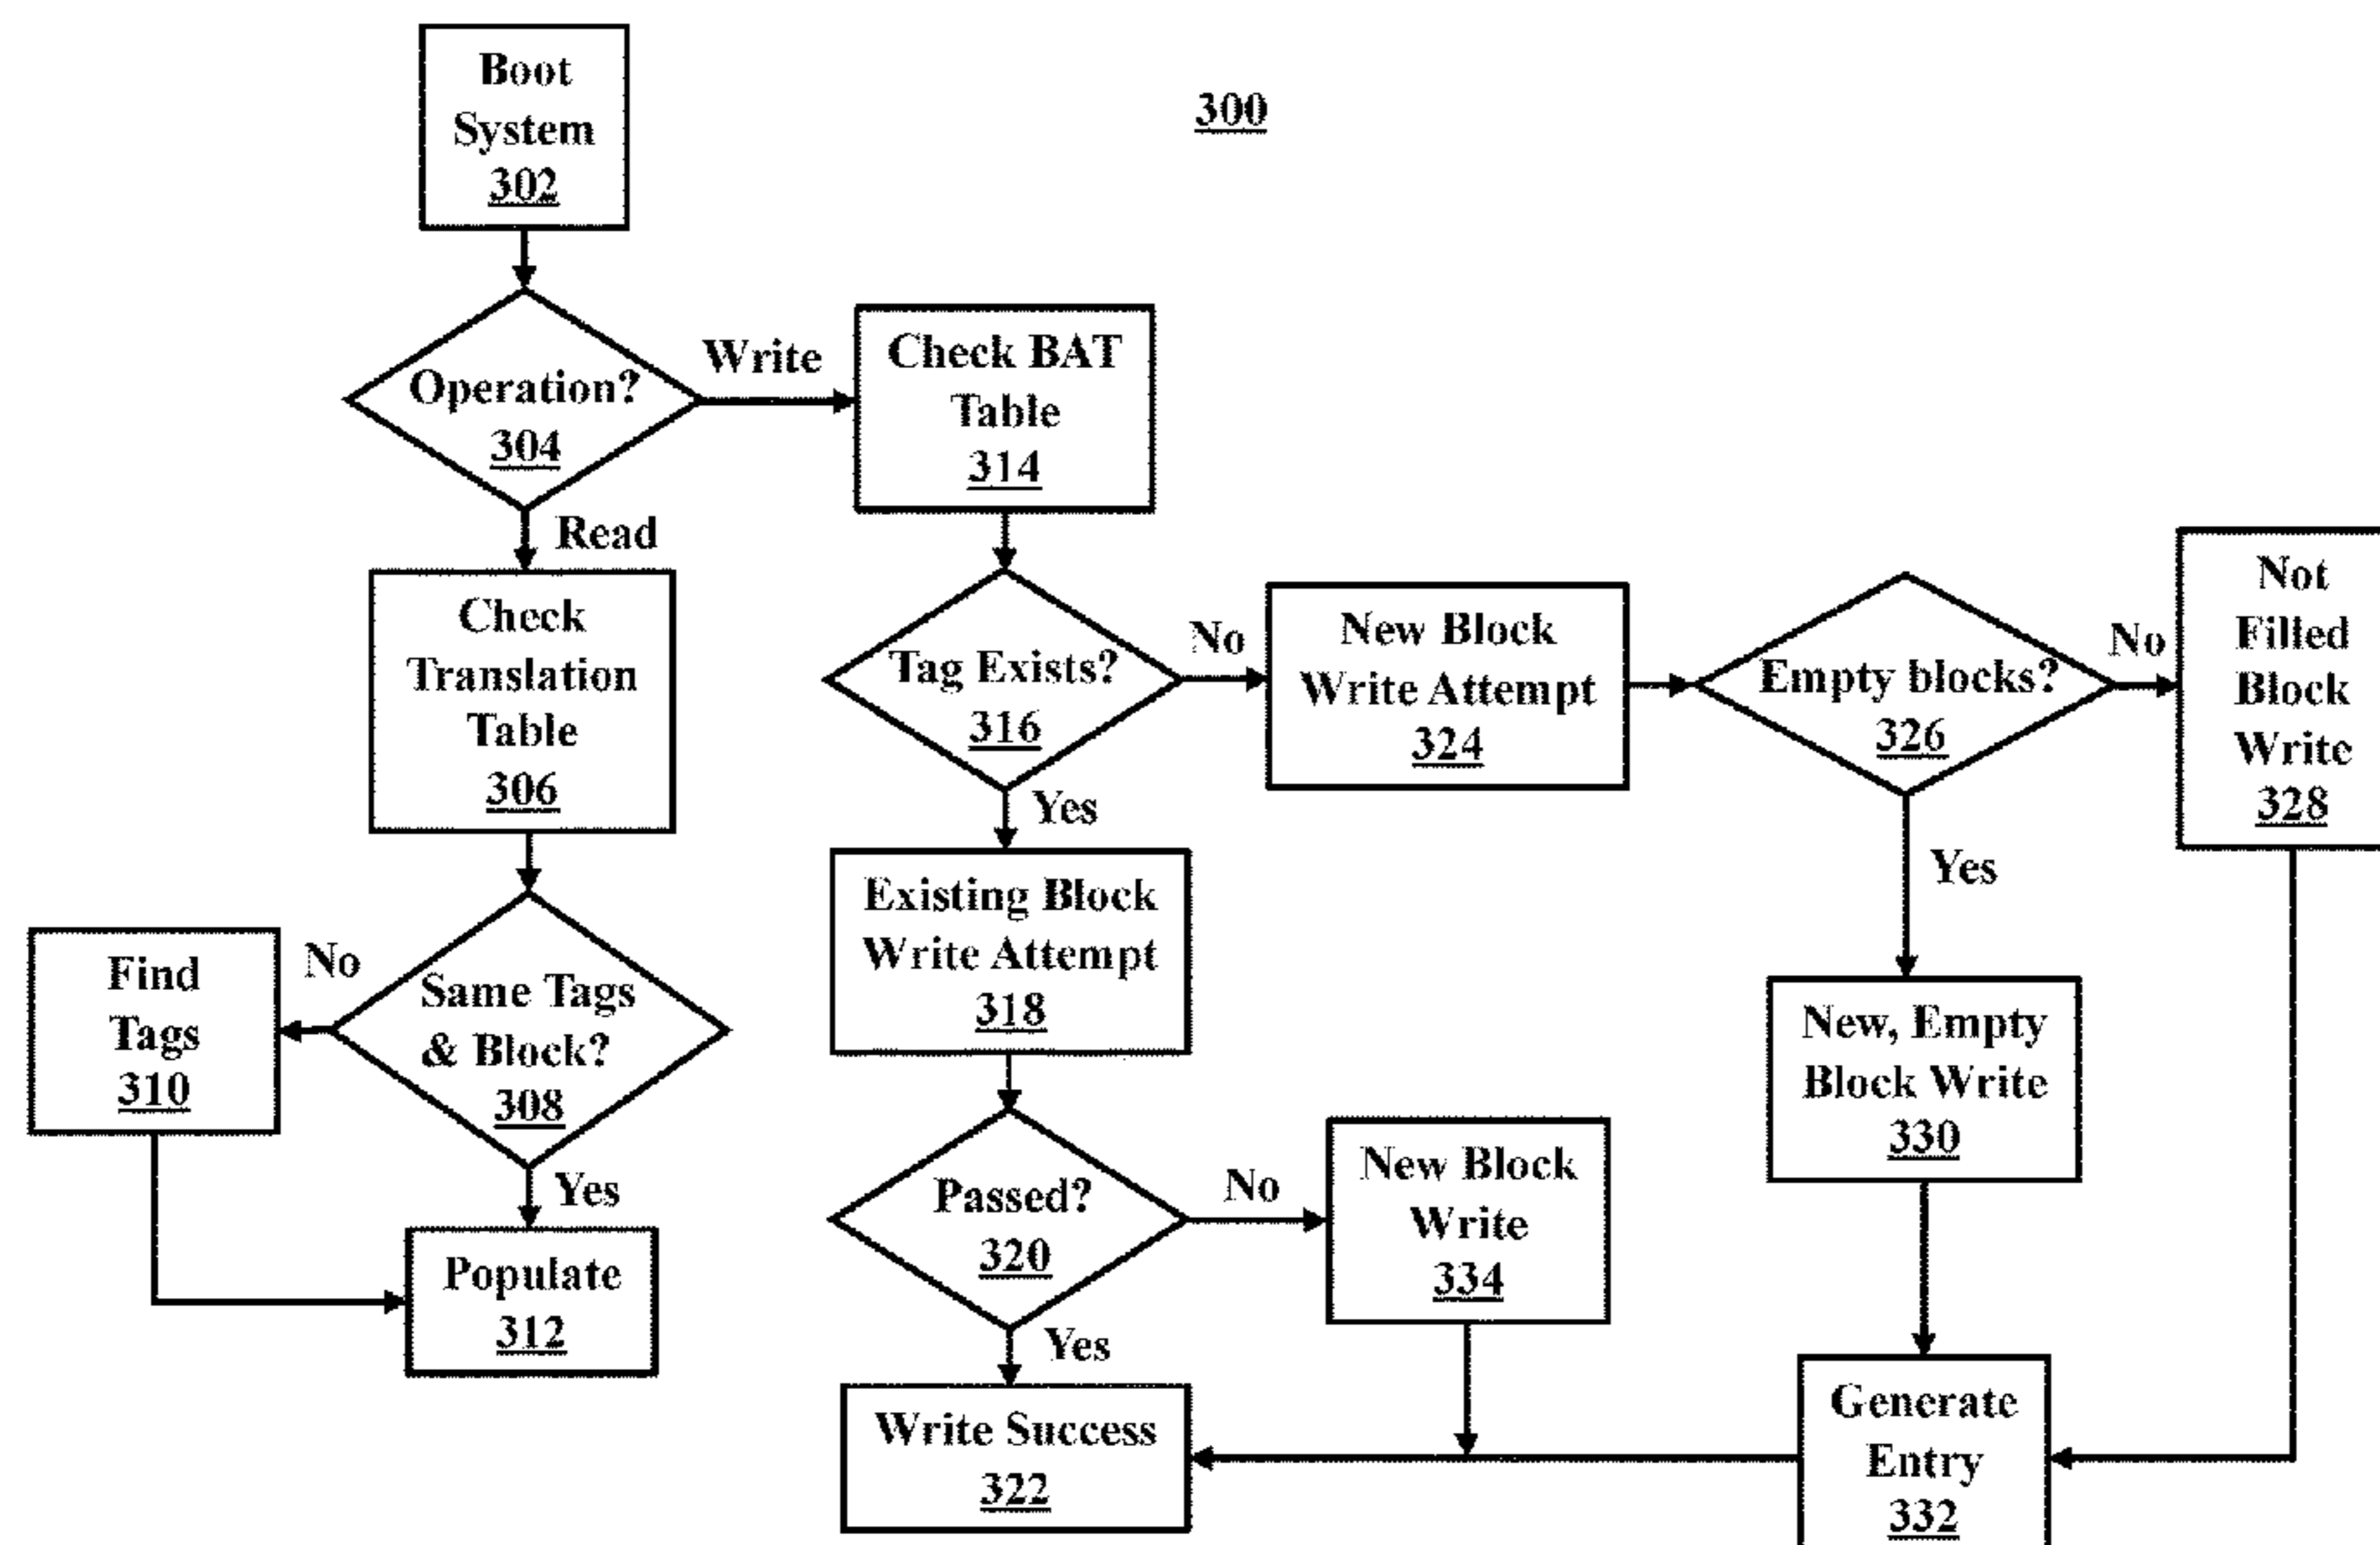 Boot
System
302
300
Operation?
304
Write
Check BAT
Table
314
Read
Check
Translation
Table
306
Tag Exists?
316
No
New Block
Write Attempt
324
Empty blocks?
326
No
Not
Filled
Block
Write
328
Yes
Existing Block
Write Attempt
318
Yes
New, Empty
Block Write
330
Find
Tags
310
No
Same Tags
& Block?
308
Yes
Populate
312
Passed?
320
No
New Block
Write
334
Yes
Write Success
322
Generate
Entry
332